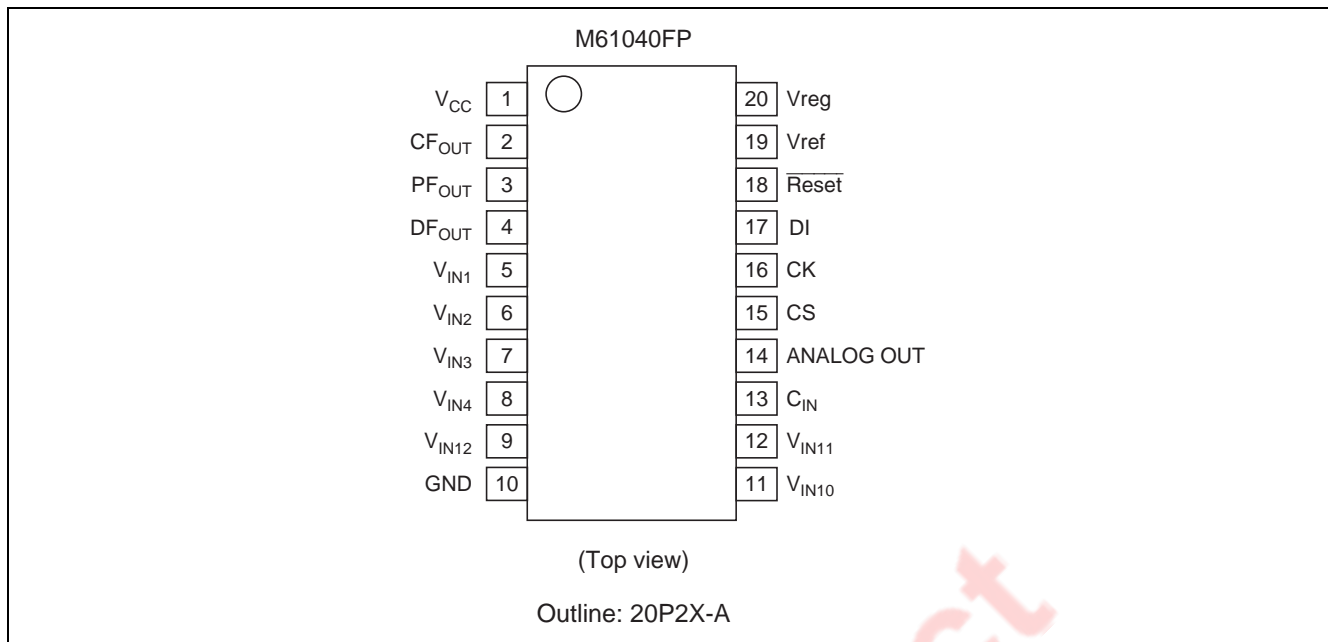 M61040FP
VCC 1 20 Vreg
CFOUT 2 19 Vref
PFOUT 3 18 Reset
DFOUT 4 17 DI
VIN1 5 16 CK
VIN2 6 15 CS
VIN3 7 14 ANALOG OUT
VIN4 8 13 CIN
VIN12 9 12 VIN11
GND 10 11 VIN10
(Top view)
Outline: 20P2X-A